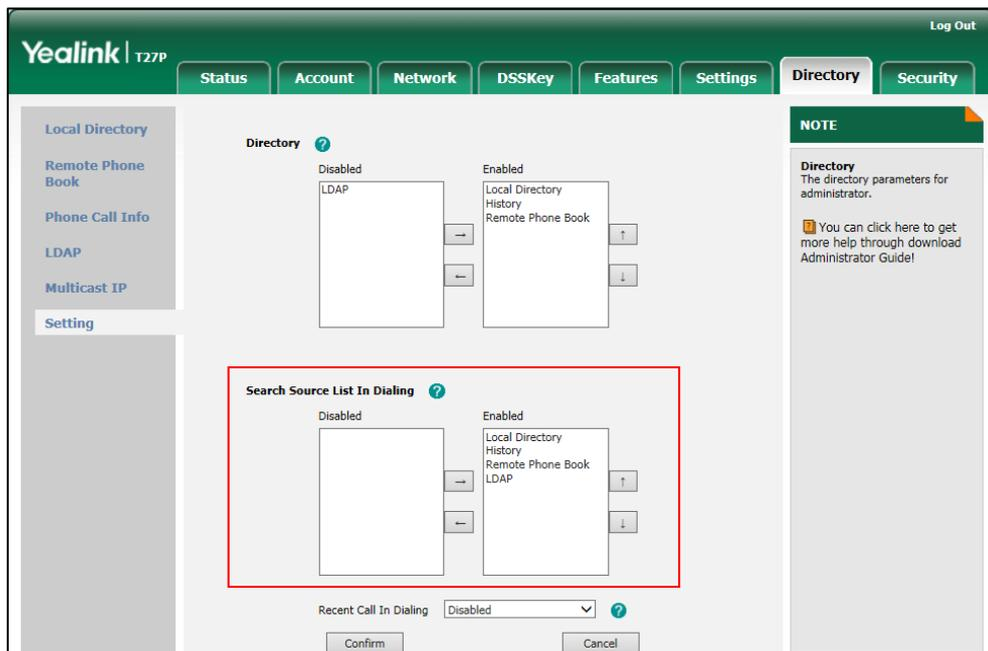 Log Out
Yealink | T27P
Status Account Network DSSKey Features Settings Directory Security
Local Directory
Remote Phone
Book
Phone Call Info
LDAP
Multicast IP
Setting
Directory ?
Disabled Enabled
LDAP
Local Directory
History
Remote Phone Book
→ ↑
← ↓
Search Source List In Dialing ?
Disabled Enabled
Local Directory
History
Remote Phone Book
LDAP
→ ↑
← ↓
Recent Call In Dialing Disabled ?
Confirm Cancel
NOTE
Directory
The directory parameters for
administrator.
? You can click here to get
more help through download
Administrator Guide!